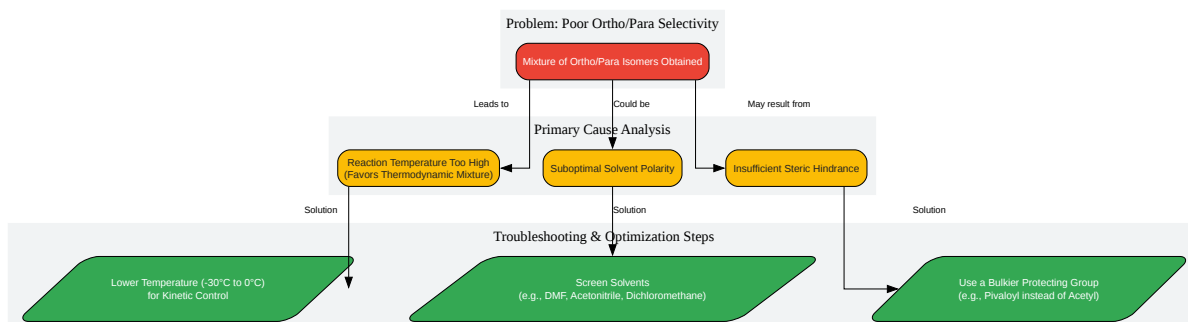 Problem: Poor Ortho/Para Selectivity
Mixture of Ortho/Para Isomers Obtained
Leads to
Could be
May result from
Primary Cause Analysis
Reaction Temperature Too High
(Favors Thermodynamic Mixture)
Suboptimal Solvent Polarity
Insufficient Steric Hindrance
Solution
Solution
Solution
Troubleshooting & Optimization Steps
Lower Temperature (-30°C to 0°C)
for Kinetic Control
Screen Solvents
(e.g., DMF, Acetonitrile, Dichloromethane)
Use a Bulkier Protecting Group
(e.g., Pivaloyl instead of Acetyl)